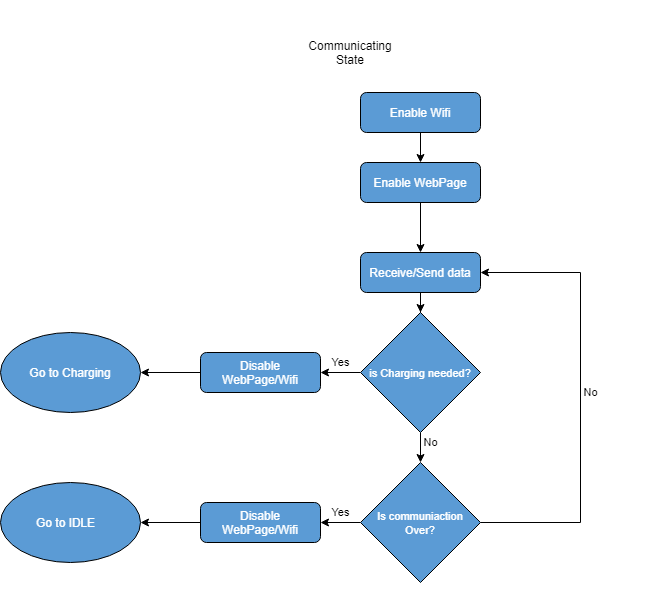 Communicating
State
Enable Wifi
Enable WebPage
Receive/Send data
is Charging needed?
Yes
Disable
WebPage/Wifi
Go to Charging
No
Is communiaction
Over?
Yes
Disable
WebPage/Wifi
Go to IDLE
No